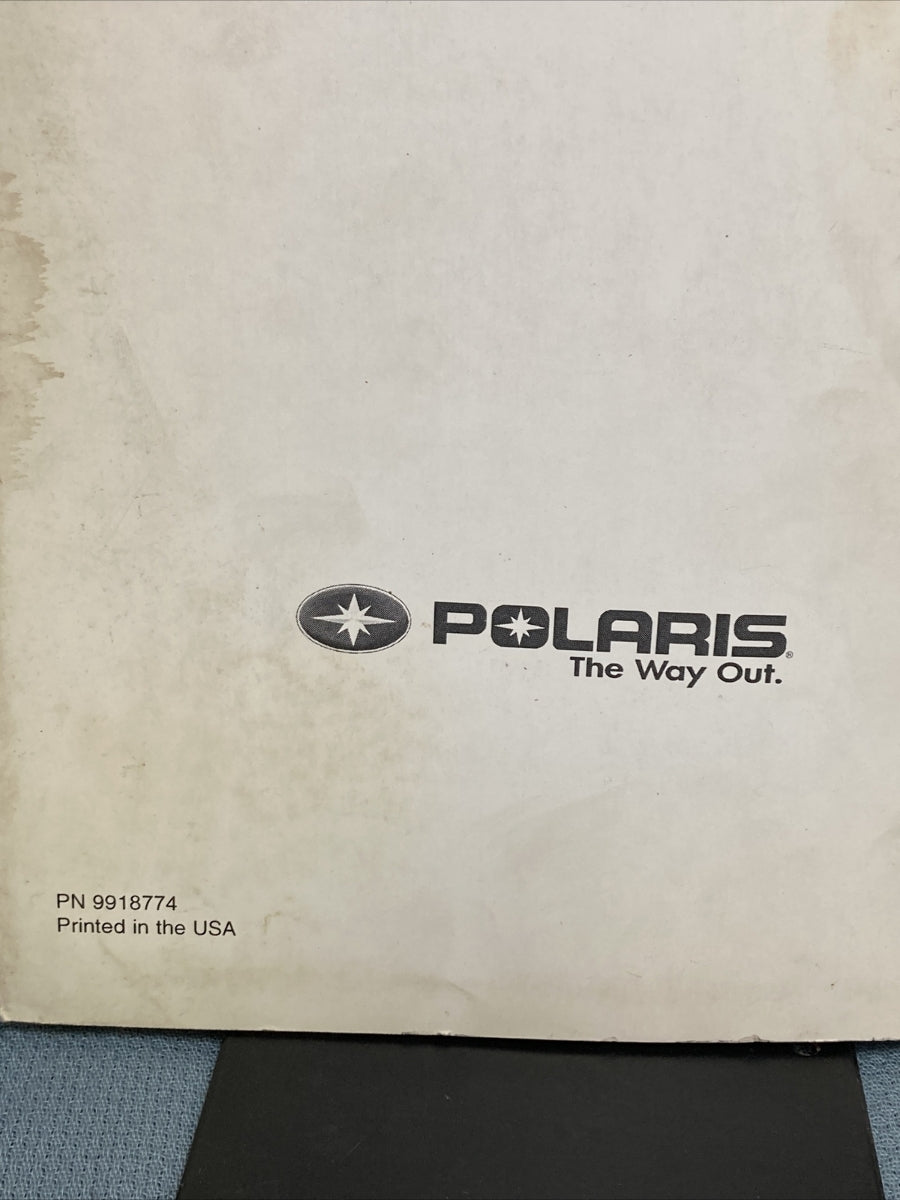 POLARIS®
The Way Out.
PN 9918774
Printed in the USA